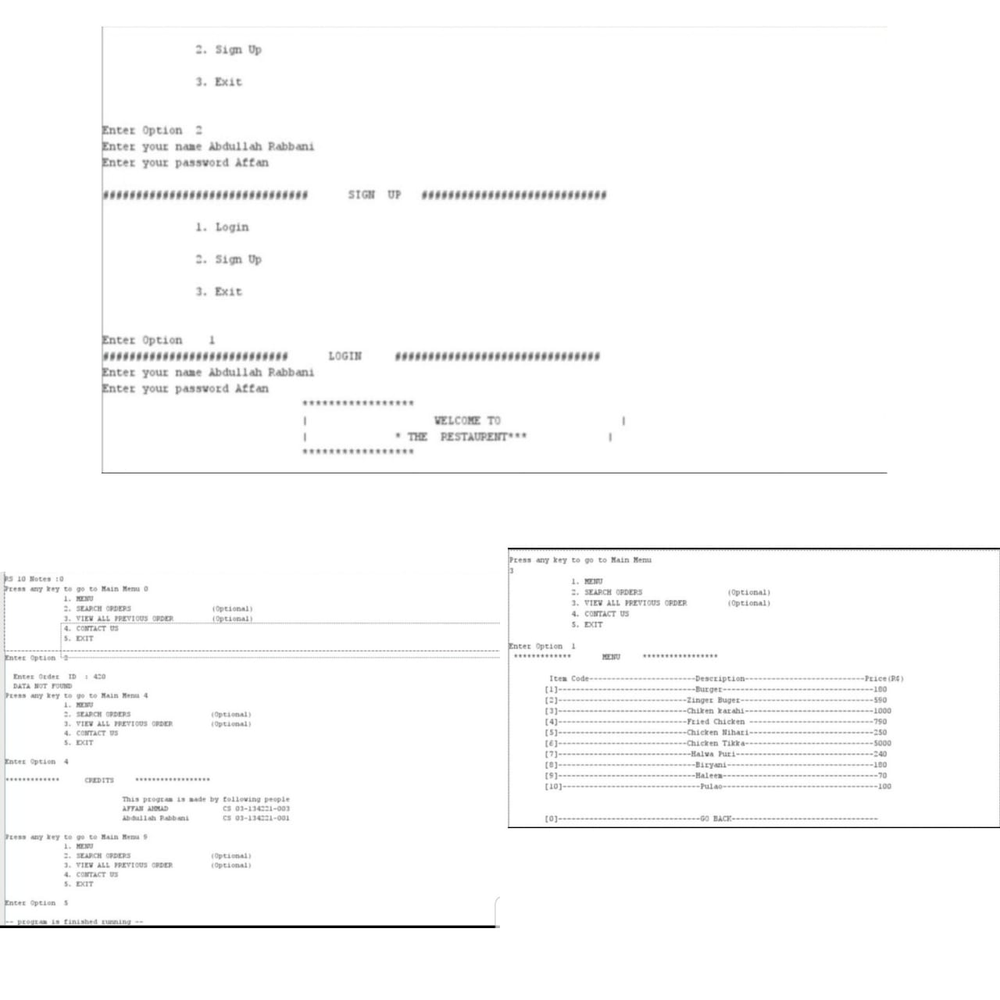 2. Sign Up
3. Exit
Enter Option 2
Enter your name Abdullah Rabbani
Enter your password Affan
############################### SIGN UP ############################
1. Login
2. Sign Up
3. Exit
Enter Option 1
############################ LOGIN ###############################
Enter your name Abdullah Rabbani
Enter your password Affan
*****************
| WELCOME TO |
| * THE RESTAURENT*** |
*****************
RS 10 Notes :0
Press any key to go to Main Menu 0
1. MENU
2. SEARCH ORDERS (Optional)
3. VIEW ALL PREVIOUS ORDER (Optional)
4. CONTACT US
5. EXIT
Enter Option 2
Enter Order ID : 420
DATA NOT FOUND
Press any key to go to Main Menu 4
1. MENU
2. SEARCH ORDERS (Optional)
3. VIEW ALL PREVIOUS ORDER (Optional)
4. CONTACT US
5. EXIT
Enter Option 4
************* CREDITS ******************
This program is made by following people
AFFAN AHMAD CS 03-134221-003
Abdullah Rabbani CS 03-134221-001
Press any key to go to Main Menu 9
1. MENU
2. SEARCH ORDERS (Optional)
3. VIEW ALL PREVIOUS ORDER (Optional)
4. CONTACT US
5. EXIT
Enter Option 5
-- program is finished running --
Press any key to go to Main Menu
3
1. MENU
2. SEARCH ORDERS (Optional)
3. VIEW ALL PREVIOUS ORDER (Optional)
4. CONTACT US
5. EXIT
Enter Option 1
************* MENU *****************
Item Code-------------------------Description----------------------------Price(R$)
[1]--------------------------------Burger------------------------------------180
[2]------------------------------Zinger Buger--------------------------------590
[3]------------------------------Chiken karahi-------------------------------1000
[4]------------------------------Fried Chicken ------------------------------790
[5]------------------------------Chicken Nihari------------------------------250
[6]------------------------------Chicken Tikka-------------------------------5000
[7]-------------------------------Halwa Puri---------------------------------240
[8]--------------------------------Biryani-----------------------------------180
[9]--------------------------------Haleem------------------------------------70
[10]--------------------------------Pulao------------------------------------100
[0]---------------------------------GO BACK-----------------------------------